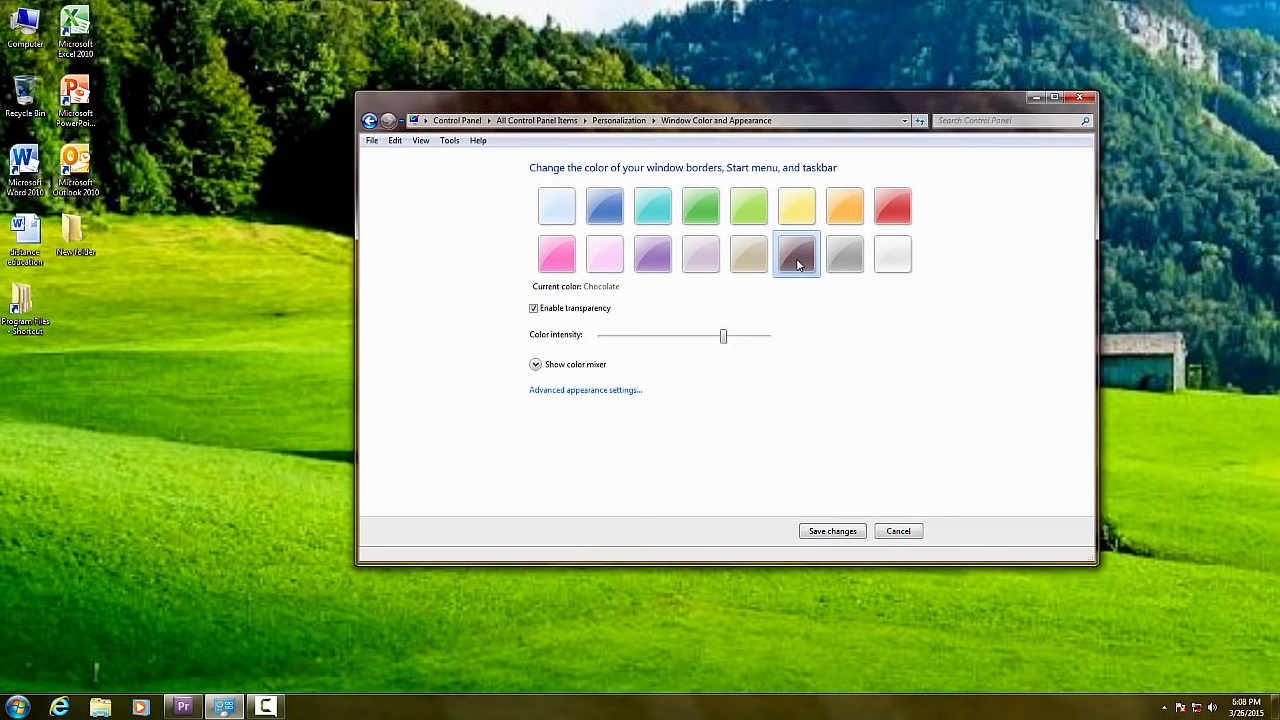 Computer
Microsoft
Excel 2010
Recycle Bin
Microsoft
PowerPoi...
Microsoft
Word 2010
Microsoft
Outlook 2010
distance
education
New folder
Program Files
- Shortcut
Control Panel
All Control Panel Items
Personalization
Window Color and Appearance
Search Control Panel
File
Edit
View
Tools
Help
Change the color of your window borders, Start menu, and taskbar
Current color: Chocolate
Enable transparency
Color intensity:
Show color mixer
Advanced appearance settings...
Save changes
Cancel
Pr
6:08 PM
3/26/2015